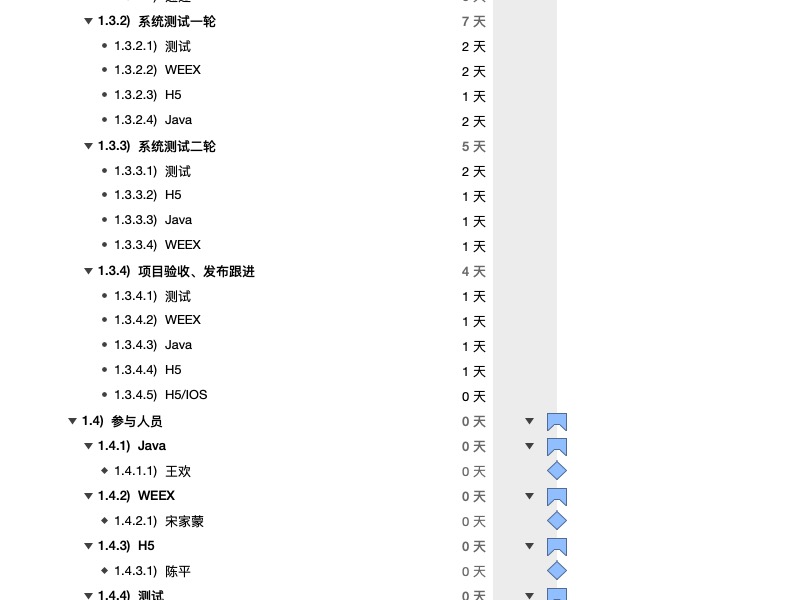 1.3.2) 系统测试一轮 7 天
1.3.2.1) 测试 2 天
1.3.2.2) WEEX 2 天
1.3.2.3) H5 1 天
1.3.2.4) Java 2 天
1.3.3) 系统测试二轮 5 天
1.3.3.1) 测试 2 天
1.3.3.2) H5 1 天
1.3.3.3) Java 1 天
1.3.3.4) WEEX 1 天
1.3.4) 项目验收、发布跟进 4 天
1.3.4.1) 测试 1 天
1.3.4.2) WEEX 1 天
1.3.4.3) Java 1 天
1.3.4.4) H5 1 天
1.3.4.5) H5/IOS 0 天
1.4) 参与人员 0 天
1.4.1) Java 0 天
1.4.1.1) 王欢 0 天
1.4.2) WEEX 0 天
1.4.2.1) 宋家蒙 0 天
1.4.3) H5 0 天
1.4.3.1) 陈平 0 天
1.4.4) 测试 0 天